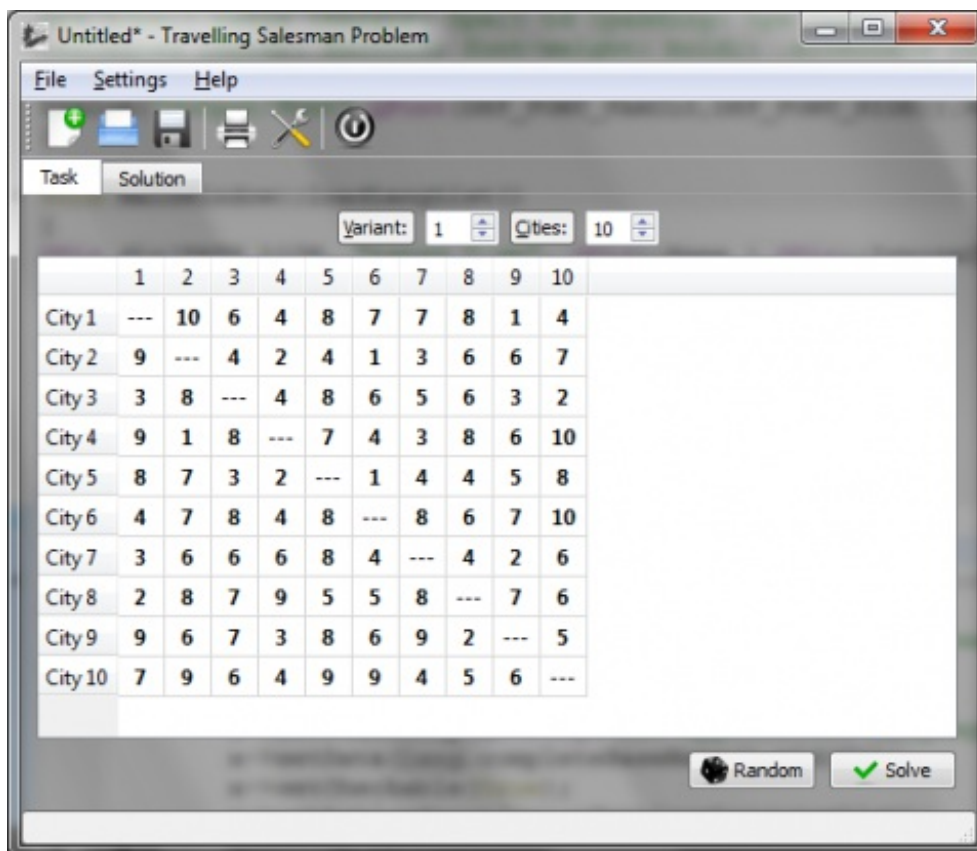 Untitled* - Travelling Salesman Problem
File Settings Help
Task Solution
Variant: 1 Cities: 10
1 2 3 4 5 6 7 8 9 10
City 1 --- 10 6 4 8 7 7 8 1 4
City 2 9 --- 4 2 4 1 3 6 6 7
City 3 3 8 --- 4 8 6 5 6 3 2
City 4 9 1 8 --- 7 4 3 8 6 10
City 5 8 7 3 2 --- 1 4 4 5 8
City 6 4 7 8 4 8 --- 8 6 7 10
City 7 3 6 6 6 8 4 --- 4 2 6
City 8 2 8 7 9 5 5 8 --- 7 6
City 9 9 6 7 3 8 6 9 2 --- 5
City 10 7 9 6 4 9 9 4 5 6 ---
Random Solve